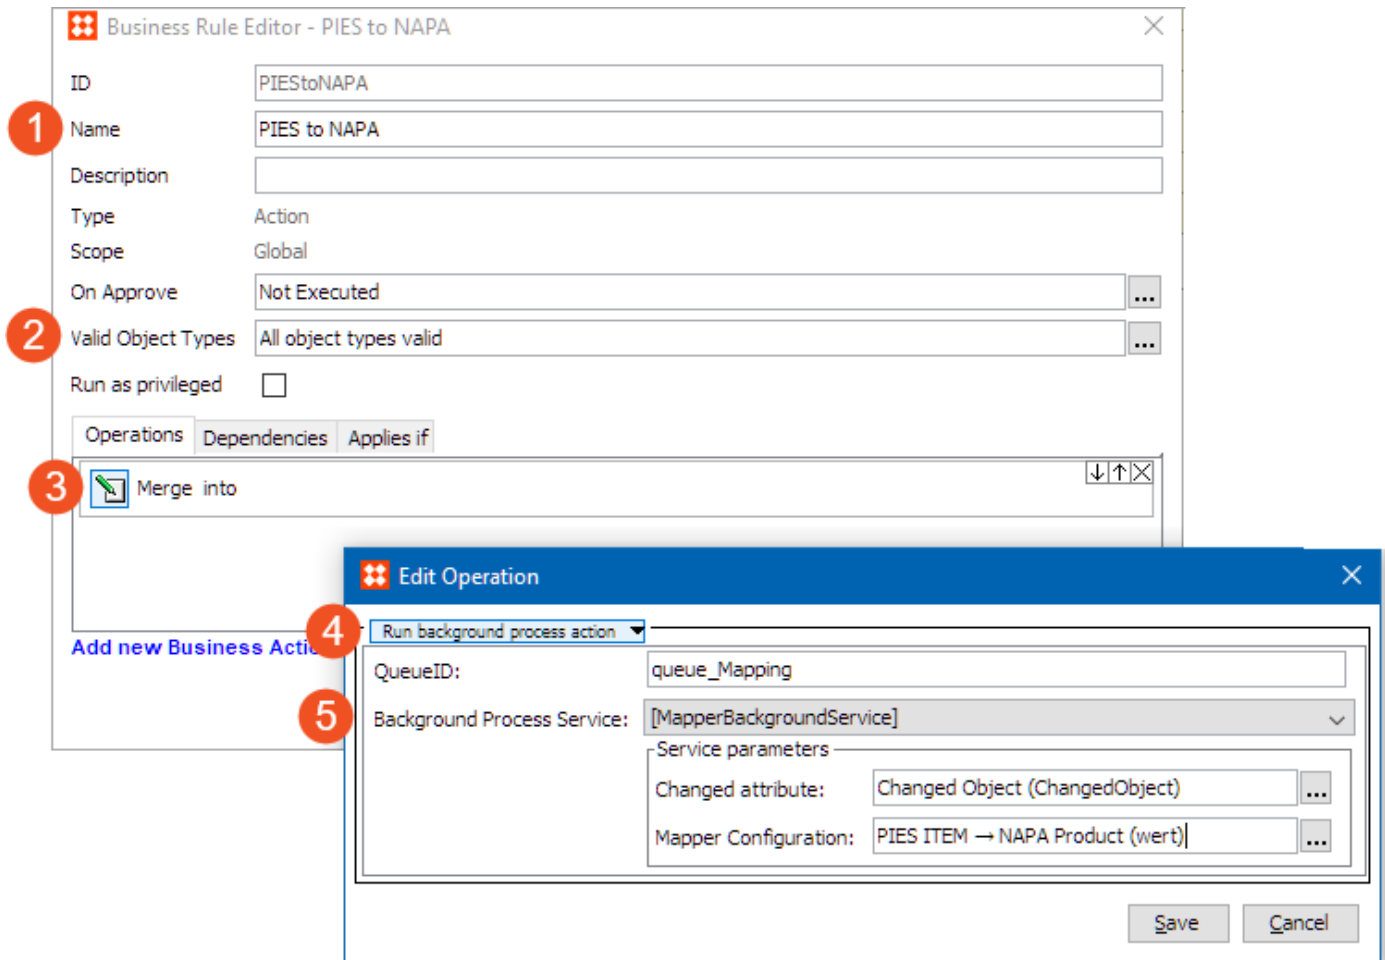 Business Rule Editor - PIES to NAPA
ID PIEStoNAPA
1 Name PIES to NAPA
Description
Type Action
Scope Global
On Approve Not Executed ...
2 Valid Object Types All object types valid ...
Run as privileged
Operations Dependencies Applies if
3 Merge into
Edit Operation
4 Run background process action
Add new Business Actio
QueueID: queue_Mapping
5 Background Process Service: [MapperBackgroundService]
Service parameters
Changed attribute: Changed Object (ChangedObject) ...
Mapper Configuration: PIES ITEM → NAPA Product (wert) ...
Save Cancel